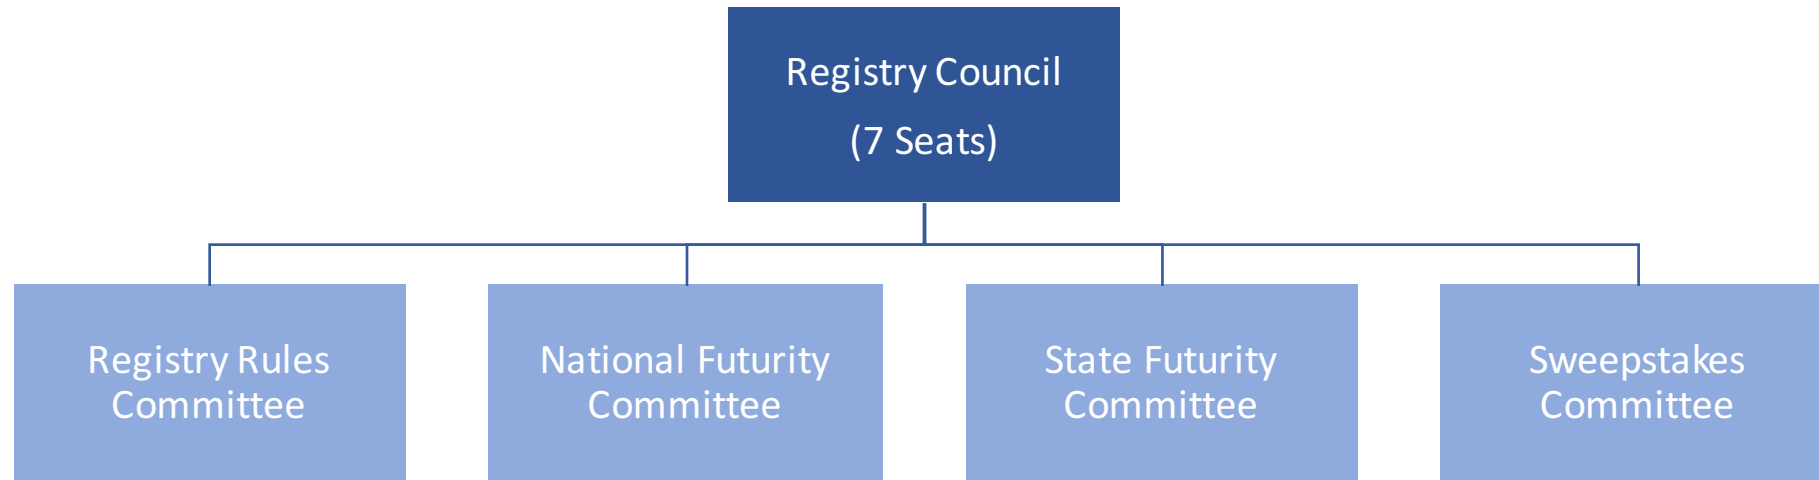 Registry Council
(7 Seats)
Registry Rules
Committee
National Futurity
Committee
State Futurity
Committee
Sweepstakes
Committee